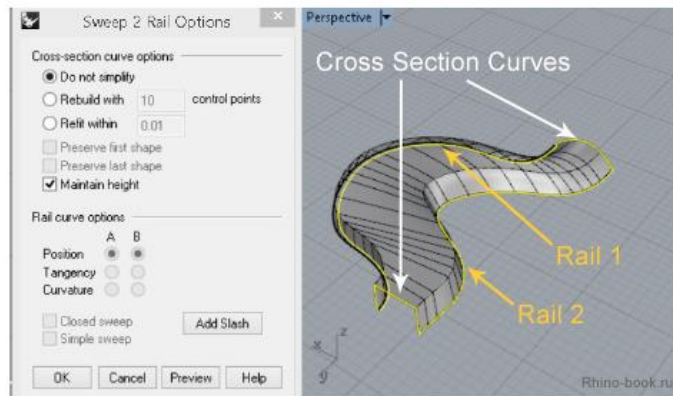 Sweep 2 Rail Options
Cross-section curve options
Do not simplify
Rebuild with 10 control points
Refit within 0.01
Preserve first shape
Preserve last shape
Maintain height
Rail curve options
A B
Position
Tangency
Curvature
Closed sweep
Simple sweep
Add Slash
OK Cancel Preview Help
Perspective
Cross Section Curves
Rail 1
Rail 2
z
x
y
Rhino-book.ru